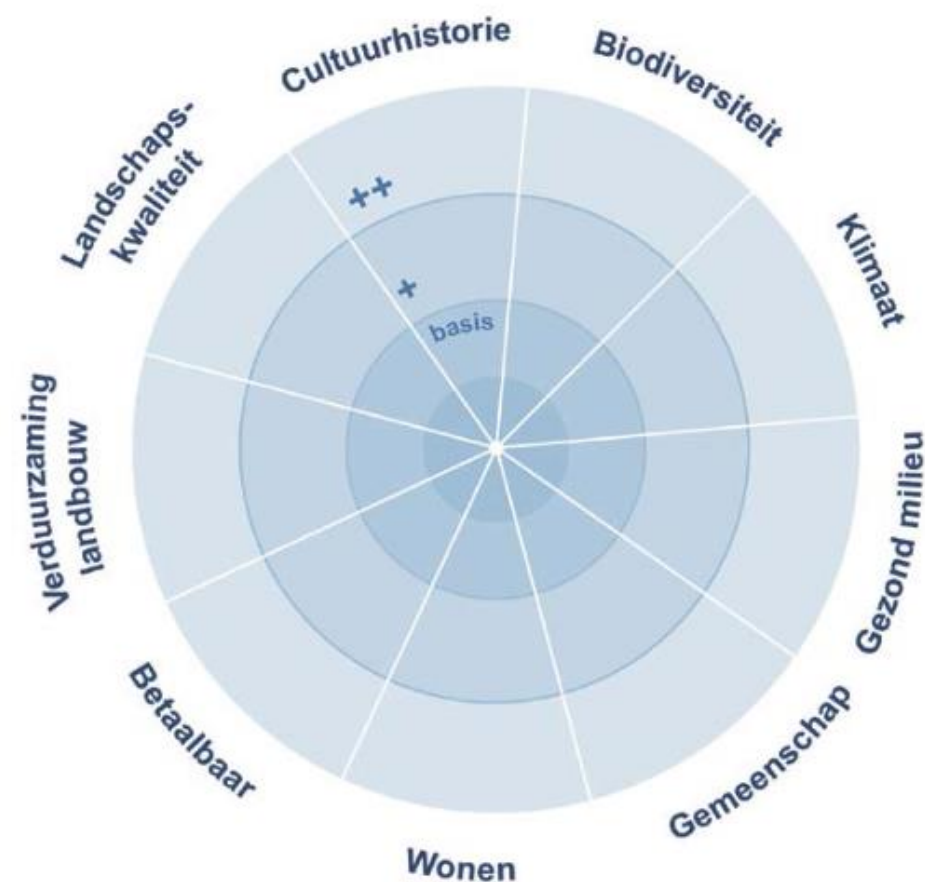 Cultuurhistorie
Biodiversiteit
Klimaat
Gezond milieu
Gemeenschap
Wonen
Betaalbaar
Verduurzaming
landbouw
Landschaps-
kwaliteit
++
+
basis